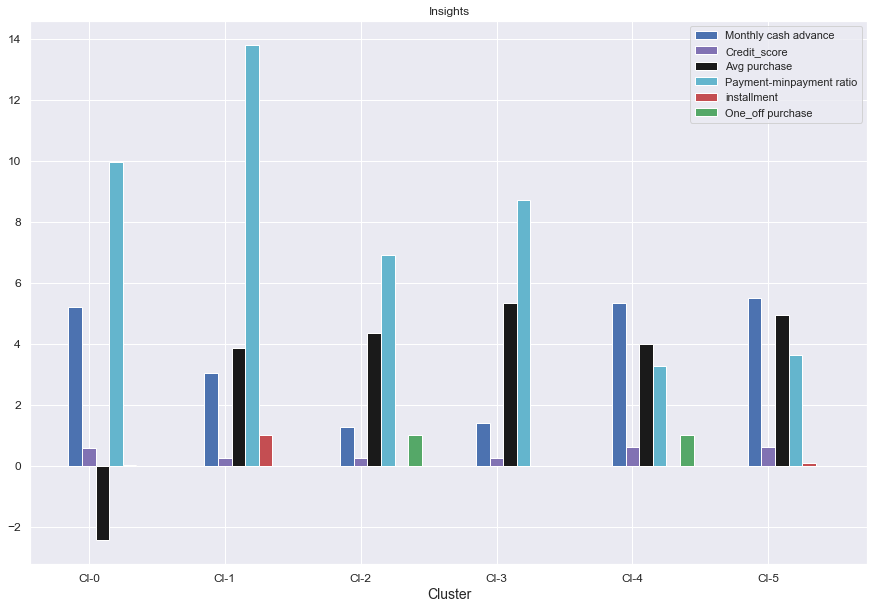 Insights
Monthly cash advance
Credit_score
Avg purchase
Payment-minpayment ratio
installment
One_off purchase
14
12
10
8
6
4
2
0
−2
Cl-0 Cl-1 Cl-2 Cl-3 Cl-4 Cl-5
Cluster